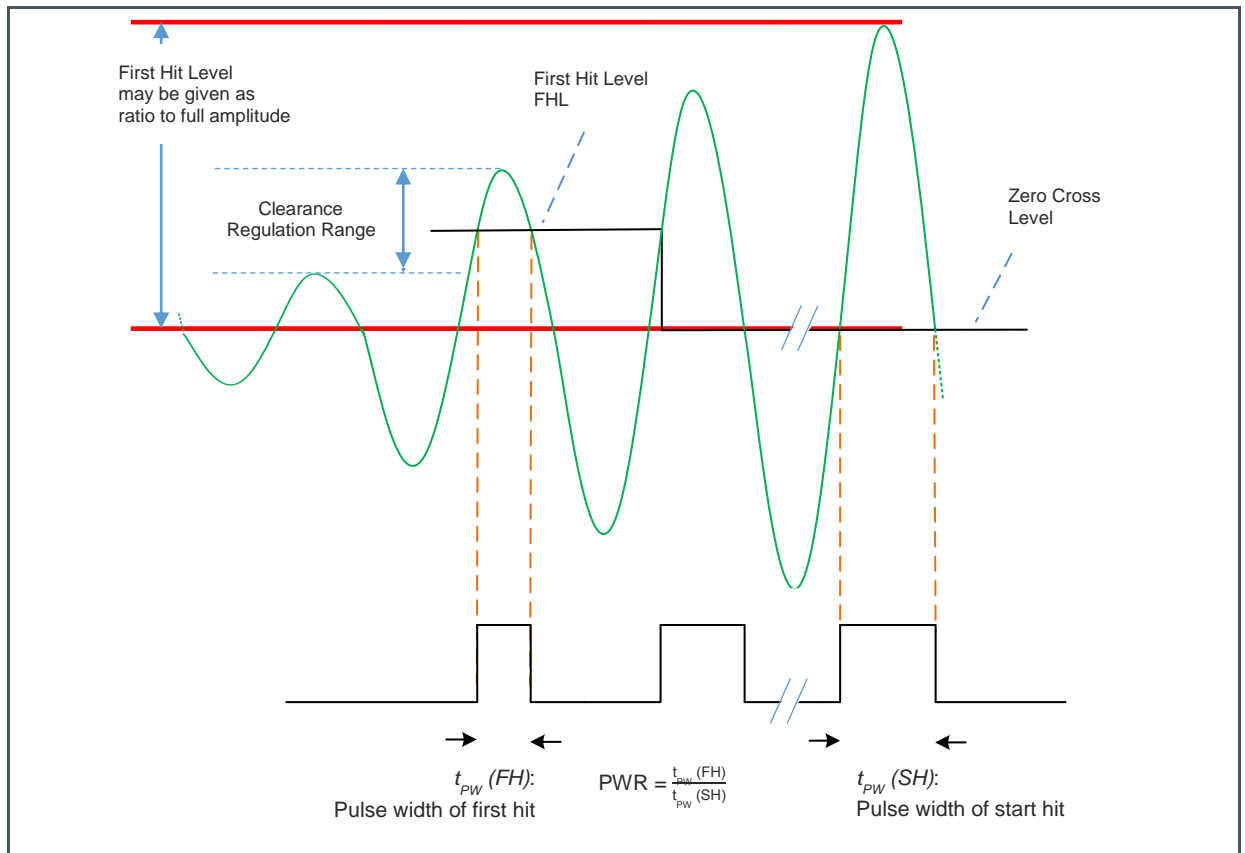 First Hit Level
may be given as
ratio to full amplitude
First Hit Level
FHL
Clearance
Regulation Range
Zero Cross
Level
t_PW (FH):
Pulse width of first hit
PWR = t_PW (FH) / t_PW (SH)
t_PW (SH):
Pulse width of start hit